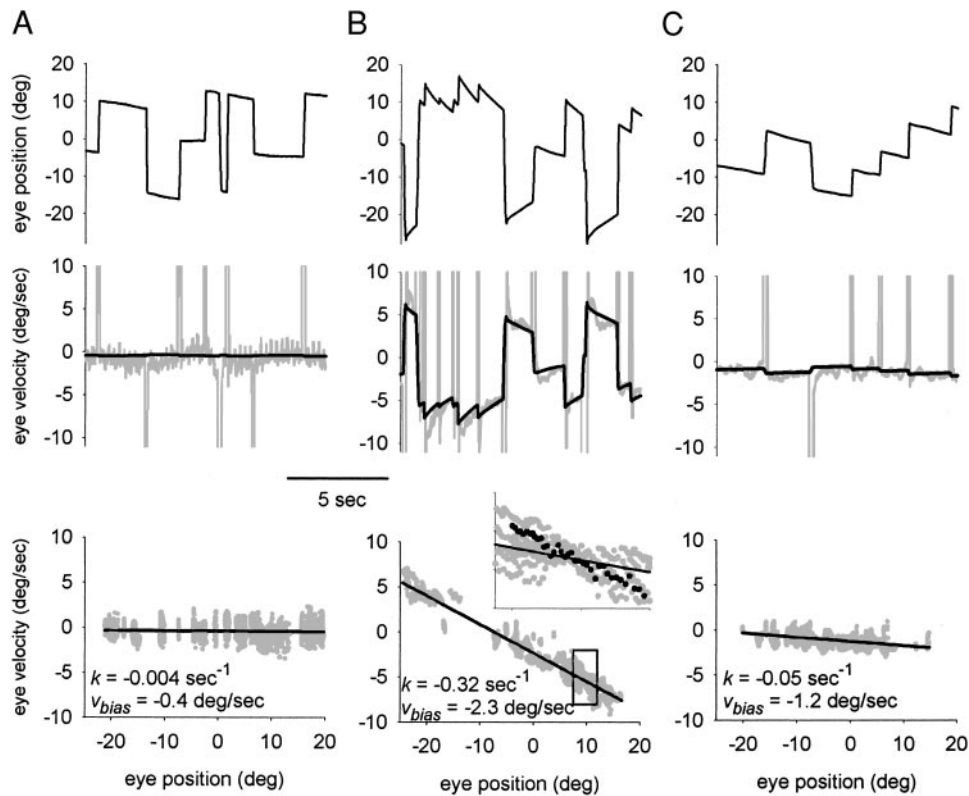 A
B
C
eye position (deg)
20
10
0
-10
-20
20
10
0
-10
-20
20
10
0
-10
-20
eye velocity (deg/sec)
10
5
0
-5
-10
10
5
0
-5
-10
10
5
0
-5
-10
5 sec
eye velocity (deg/sec)
10
5
0
-5
-10
k = -0.004 sec⁻¹
v_bias = -0.4 deg/sec
-20 -10 0 10 20
eye position (deg)
10
5
0
-5
-10
k = -0.32 sec⁻¹
v_bias = -2.3 deg/sec
-20 -10 0 10 20
eye position (deg)
10
5
0
-5
-10
k = -0.05 sec⁻¹
v_bias = -1.2 deg/sec
-20 -10 0 10 20
eye position (deg)